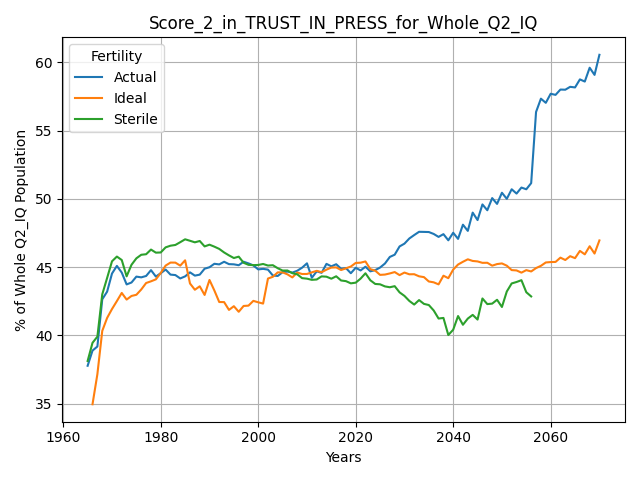 Score_2_in_TRUST_IN_PRESS_for_Whole_Q2_IQ
% of Whole Q2_IQ Population
60
55
50
45
40
35
Fertility
Actual
Ideal
Sterile
1960 1980 2000 2020 2040 2060
Years